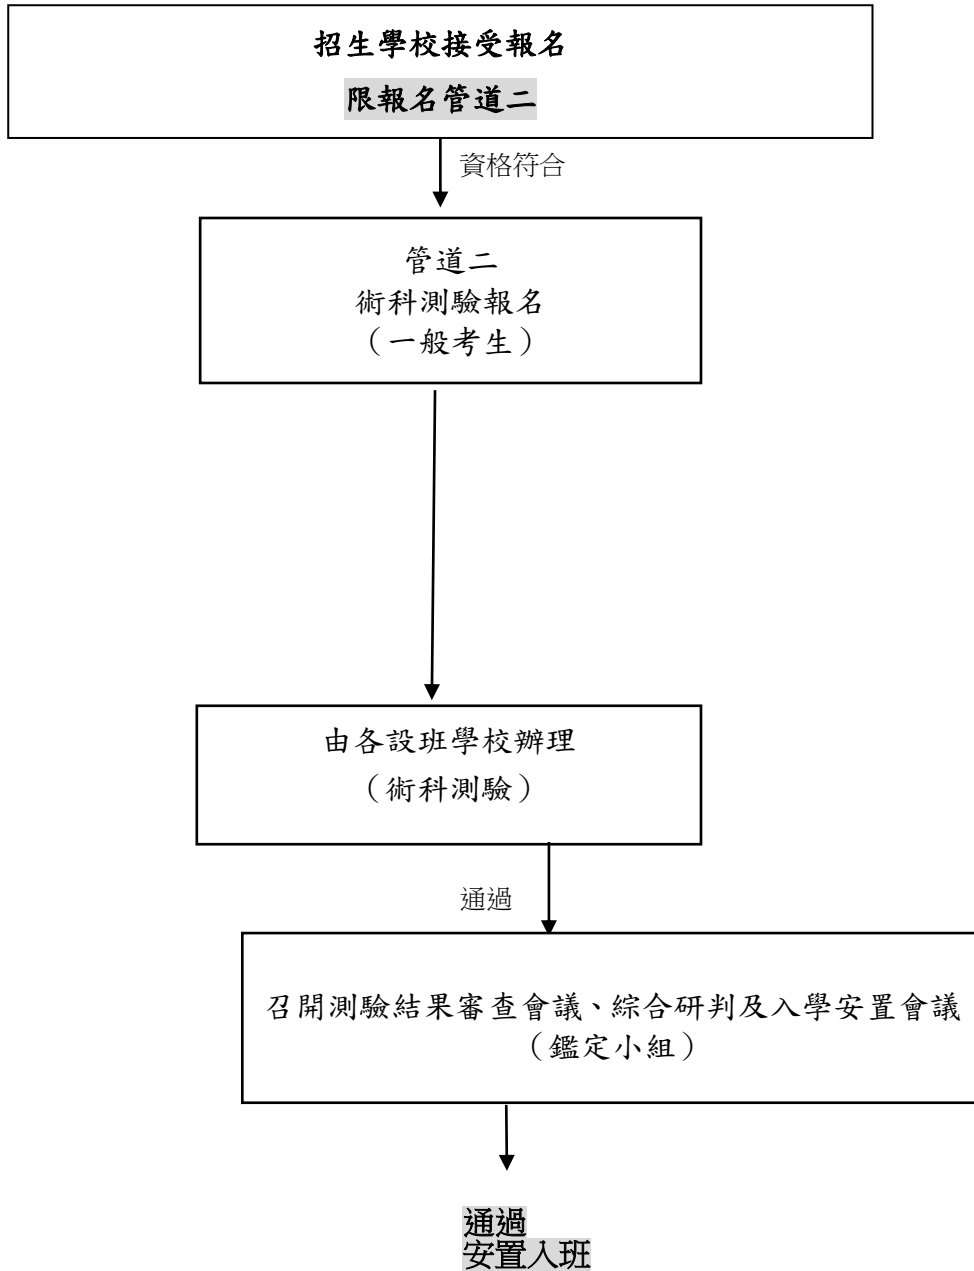 招生學校接受報名
限報名管道二
資格符合
管道二
術科測驗報名
（一般考生）
由各設班學校辦理
（術科測驗）
通過
召開測驗結果審查會議、綜合研判及入學安置會議
（鑑定小組）
通過
安置入班